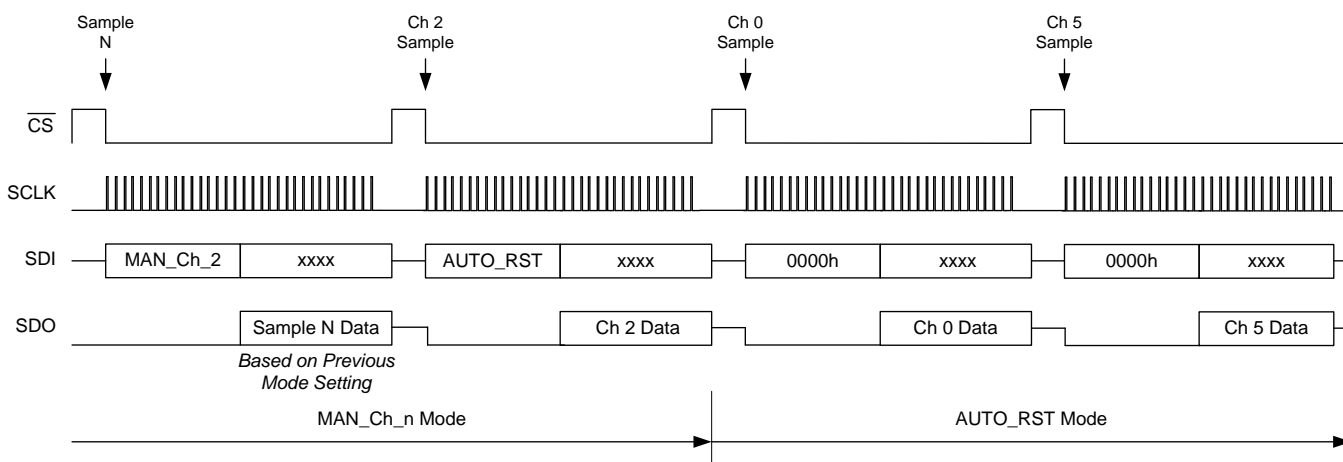 Sample
N
Ch 2
Sample
Ch 0
Sample
Ch 5
Sample
CS
SCLK
SDI
MAN_Ch_2
xxxx
AUTO_RST
xxxx
0000h
xxxx
0000h
xxxx
SDO
Sample N Data
Ch 2 Data
Ch 0 Data
Ch 5 Data
Based on Previous
Mode Setting
MAN_Ch_n Mode
AUTO_RST Mode